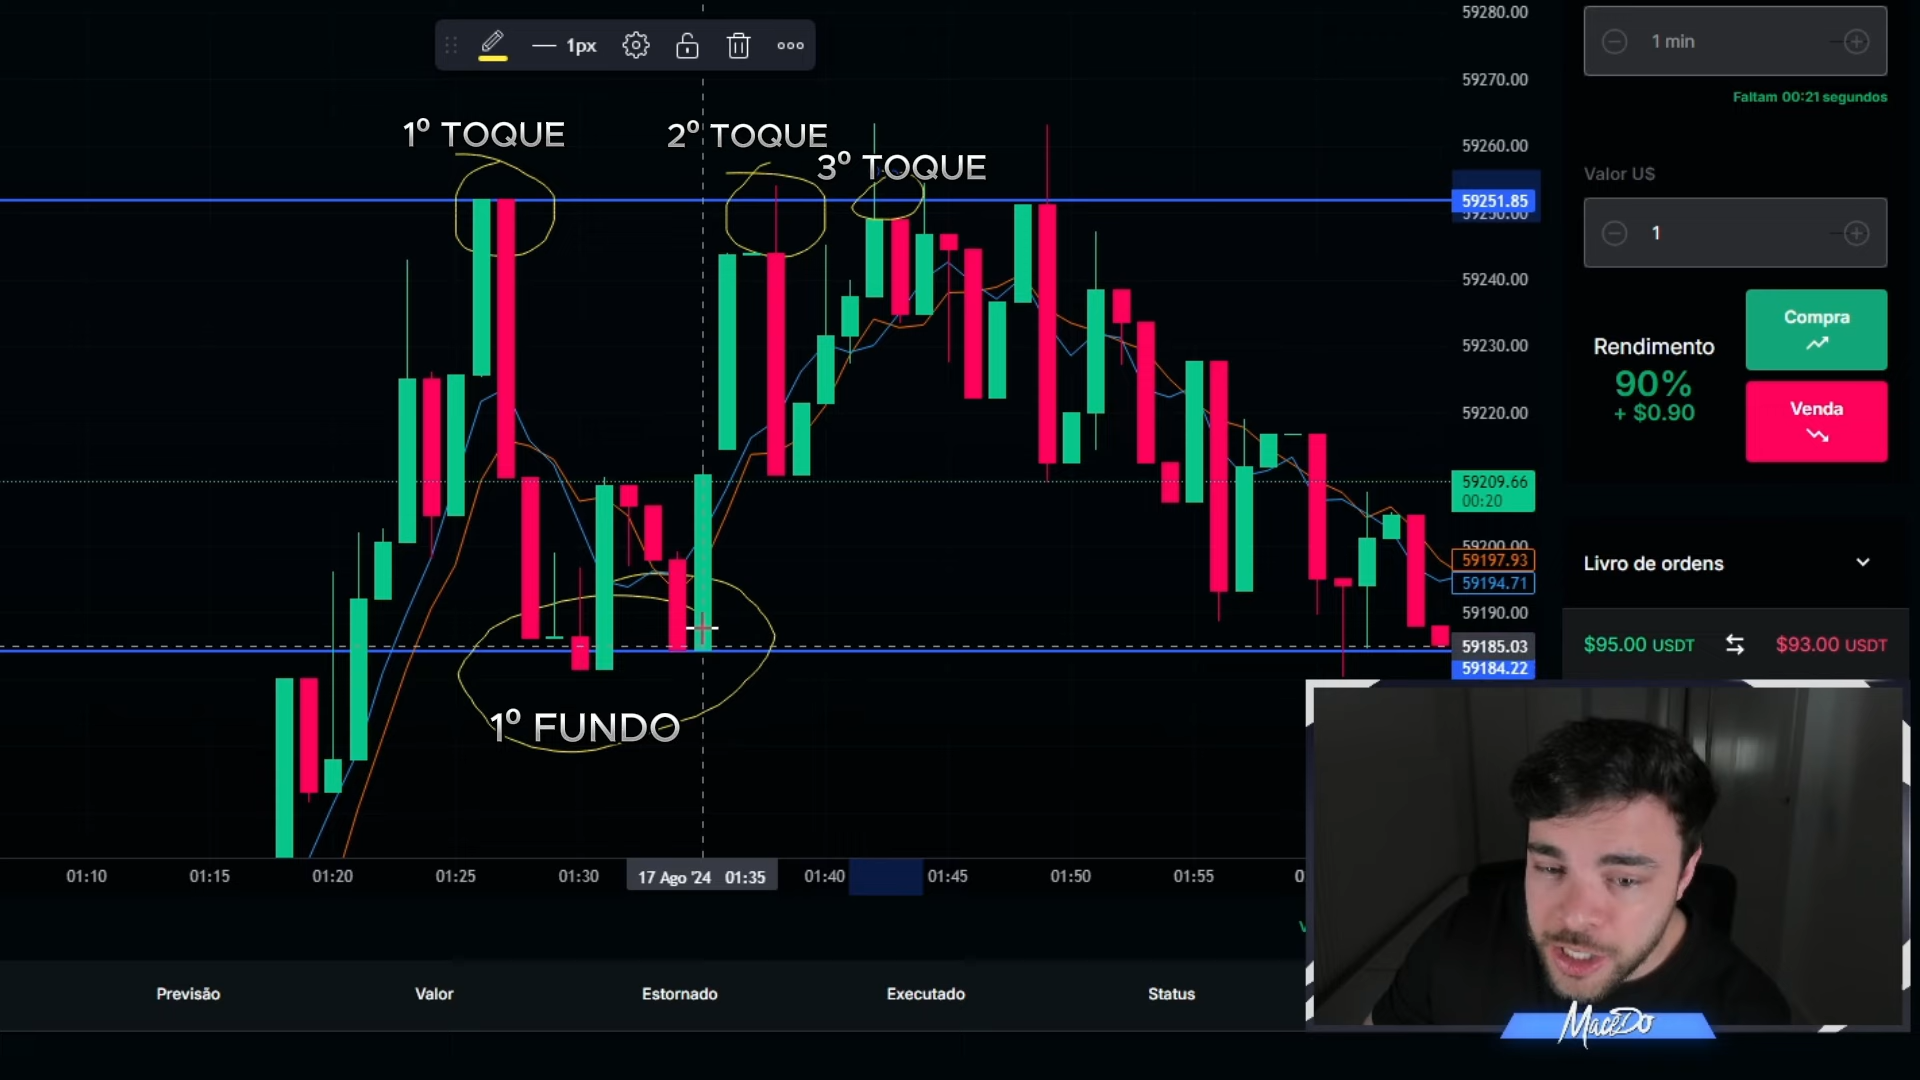 1px
59280.00
1 min
59270.00
Faltam 00:21 segundos
1º TOQUE
2º TOQUE
3º TOQUE
59260.00
Valor U$
59251.85
59250.00
1
59240.00
Compra
Rendimento
59230.00
90%
+ $0.90
Venda
59220.00
59209.66
00:20
59200.00
59197.93
59194.71
Livro de ordens
59190.00
59185.03
59184.22
$95.00 USDT
$93.00 USDT
1º FUNDO
01:10
01:15
01:20
01:25
01:30
17 Ago '24 01:35
01:40
01:45
01:50
01:55
Previsão
Valor
Estornado
Executado
Status
MaceDo